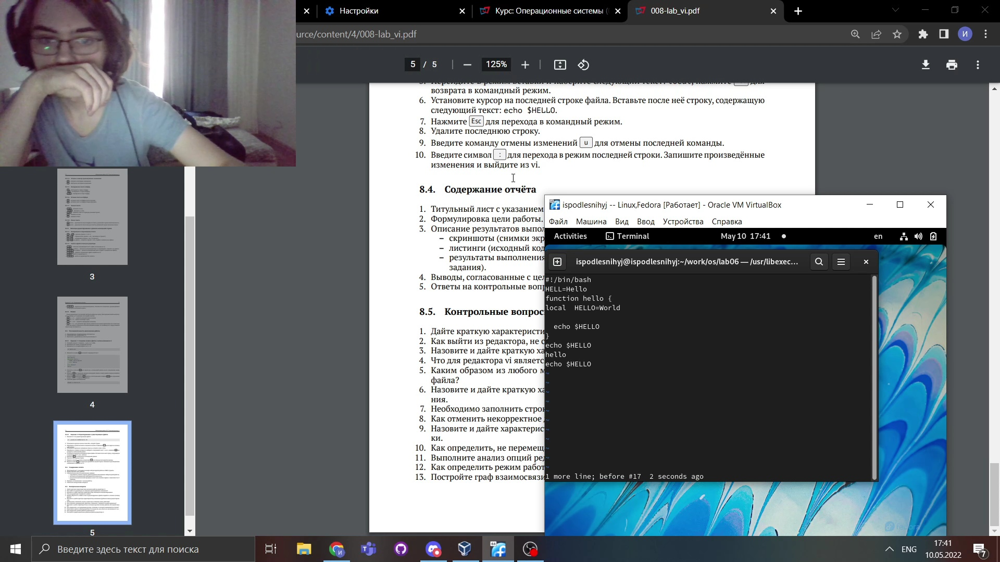 Настройки
Курс: Операционные системы (
008-lab_vi.pdf
urce/content/4/008-lab_vi.pdf
И
5 / 5
125%
возврата в командный режим.
6. Установите курсор на последней строке файла. Вставьте после неё строку, содержащую
следующий текст: echo $HELLO.
7. Нажмите Esc для перехода в командный режим.
8. Удалите последнюю строку.
9. Введите команду отмены изменений u для отмены последней команды.
10. Введите символ : для перехода в режим последней строки. Запишите произведённые
изменения и выйдите из vi.
8.4. Содержание отчёта
1. Титульный лист с указанием
2. Формулировка цели работы.
3. Описание результатов выпол
– скриншоты (снимки экр
– листинги (исходный код
– результаты выполнения
задания).
4. Выводы, согласованные с цел
5. Ответы на контрольные вопр
8.5. Контрольные вопрос
1. Дайте краткую характеристи
2. Как выйти из редактора, не с
3. Назовите и дайте краткую ха
4. Что для редактора vi являетс
5. Каким образом из любого м
файла?
6. Назовите и дайте краткую ха
ния.
7. Необходимо заполнить строк
8. Как отменить некорректное
9. Назовите и дайте характерис
ки.
10. Как определить, не перемещ
11. Выполните анализ опций ред
12. Как определить режим работ
13. Постройте граф взаимосвязи
3
4
5
ispodlesnihyj -- Linux,Fedora [Работает] - Oracle VM VirtualBox
Файл Машина Вид Ввод Устройства Справка
Activities Terminal May 10 17:41 en
ispodlesnihyj@ispodlesnihyj:~/work/os/lab06 — /usr/libexec...
#!/bin/bash
HELL=Hello
function hello {
local  HELLO=World
  echo $HELLO
}
echo $HELLO
hello
echo $HELLO
~
~
~
~
~
~
~
~
~
~
~
1 more line; before #17  2 seconds ago
fedora
Введите здесь текст для поиска
ENG
17:41
10.05.2022
7